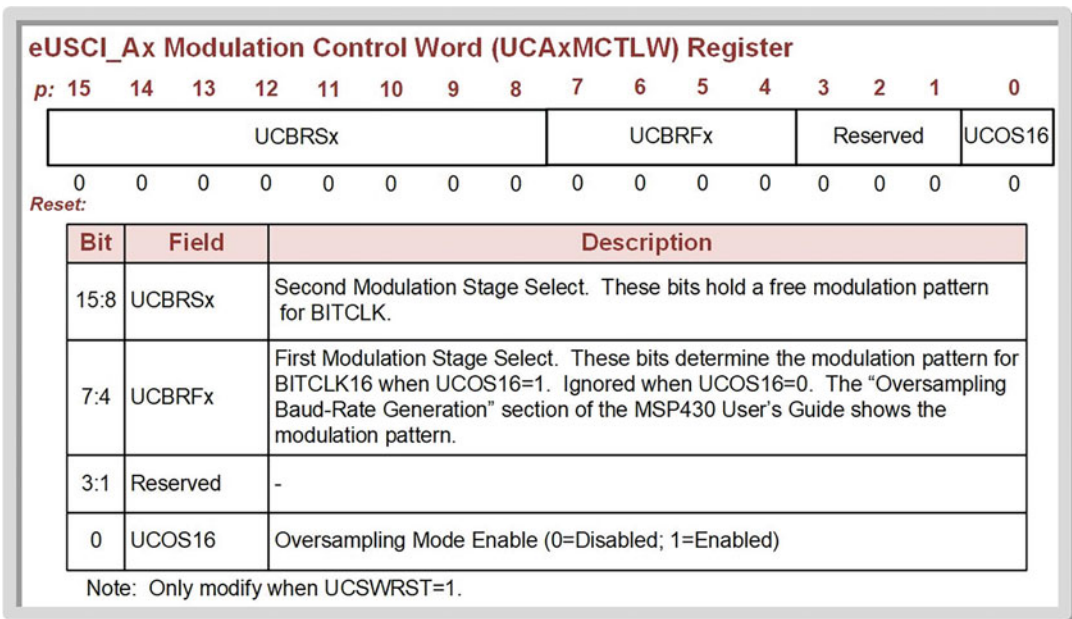 eUSCI_Ax Modulation Control Word (UCAxMCTLW) Register
p: 15 14 13 12 11 10 9 8 7 6 5 4 3 2 1 0
UCBRSx UCBRFx Reserved UCOS16
0 0 0 0 0 0 0 0 0 0 0 0 0 0 0 0
Reset:
Bit Field Description
15:8 UCBRSx Second Modulation Stage Select. These bits hold a free modulation pattern
for BITCLK.
7:4 UCBRFx First Modulation Stage Select. These bits determine the modulation pattern for
BITCLK16 when UCOS16=1. Ignored when UCOS16=0. The “Oversampling
Baud-Rate Generation” section of the MSP430 User’s Guide shows the
modulation pattern.
3:1 Reserved -
0 UCOS16 Oversampling Mode Enable (0=Disabled; 1=Enabled)
Note: Only modify when UCSWRST=1.